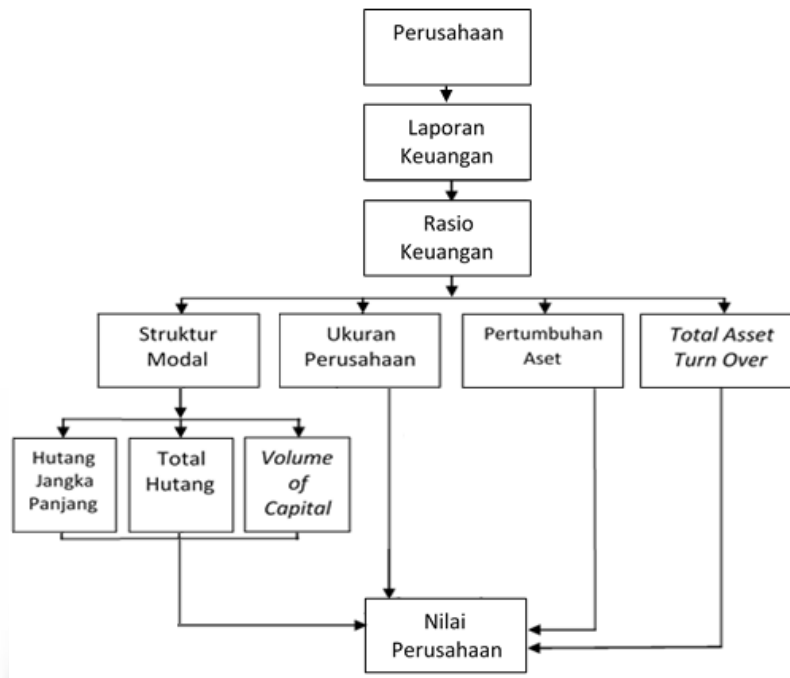 Perusahaan
Laporan
Keuangan
Rasio
Keuangan
Struktur
Modal
Ukuran
Perusahaan
Pertumbuhan
Aset
Total Asset
Turn Over
Hutang
Jangka
Panjang
Total
Hutang
Volume
of
Capital
Nilai
Perusahaan